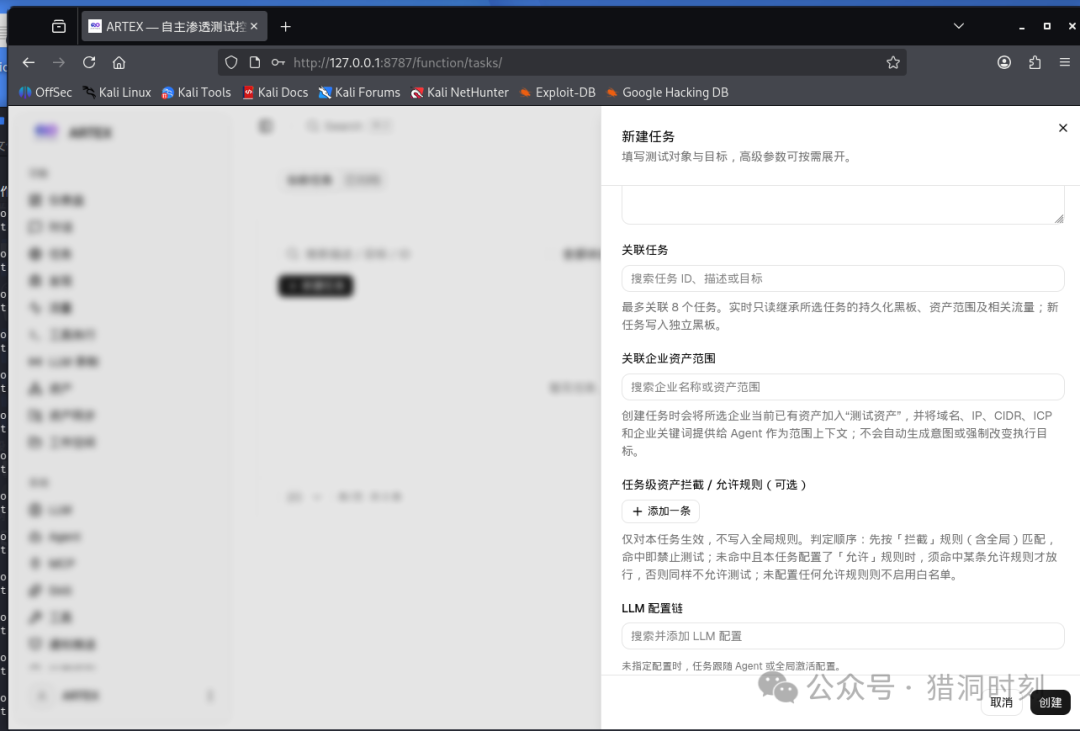 ARTEX — 自主渗透测试控
http://127.0.0.1:8787/function/tasks/
OffSec Kali Linux Kali Tools Kali Docs Kali Forums Kali NetHunter Exploit-DB Google Hacking DB
ARTEX
Search
新建任务
填写测试对象与目标，高级参数可按需展开。
关联任务
搜索任务 ID、描述或目标
最多关联 8 个任务。实时只读继承所选任务的持久化黑板、资产范围及相关流量；新
任务写入独立黑板。
关联企业资产范围
搜索企业名称或资产范围
创建任务时会将所选企业当前已有资产加入“测试资产”，并将域名、IP、CIDR、ICP
和企业关键词提供给 Agent 作为范围上下文；不会自动生成意图或强制改变执行目
标。
任务级资产拦截 / 允许规则（可选）
+ 添加一条
仅对本任务生效，不写入全局规则。判定顺序：先按「拦截」规则（含全局）匹配，
命中即禁止测试；未命中且本任务配置了「允许」规则时，须命中某条允许规则才放
行，否则同样不允许测试；未配置任何允许规则则不启用白名单。
LLM 配置链
搜索并添加 LLM 配置
未指定配置时，任务跟随 Agent 或全局激活配置。
公众号 · 猎洞时刻
取消 创建
LLM
Agent
MCP
ARTEX